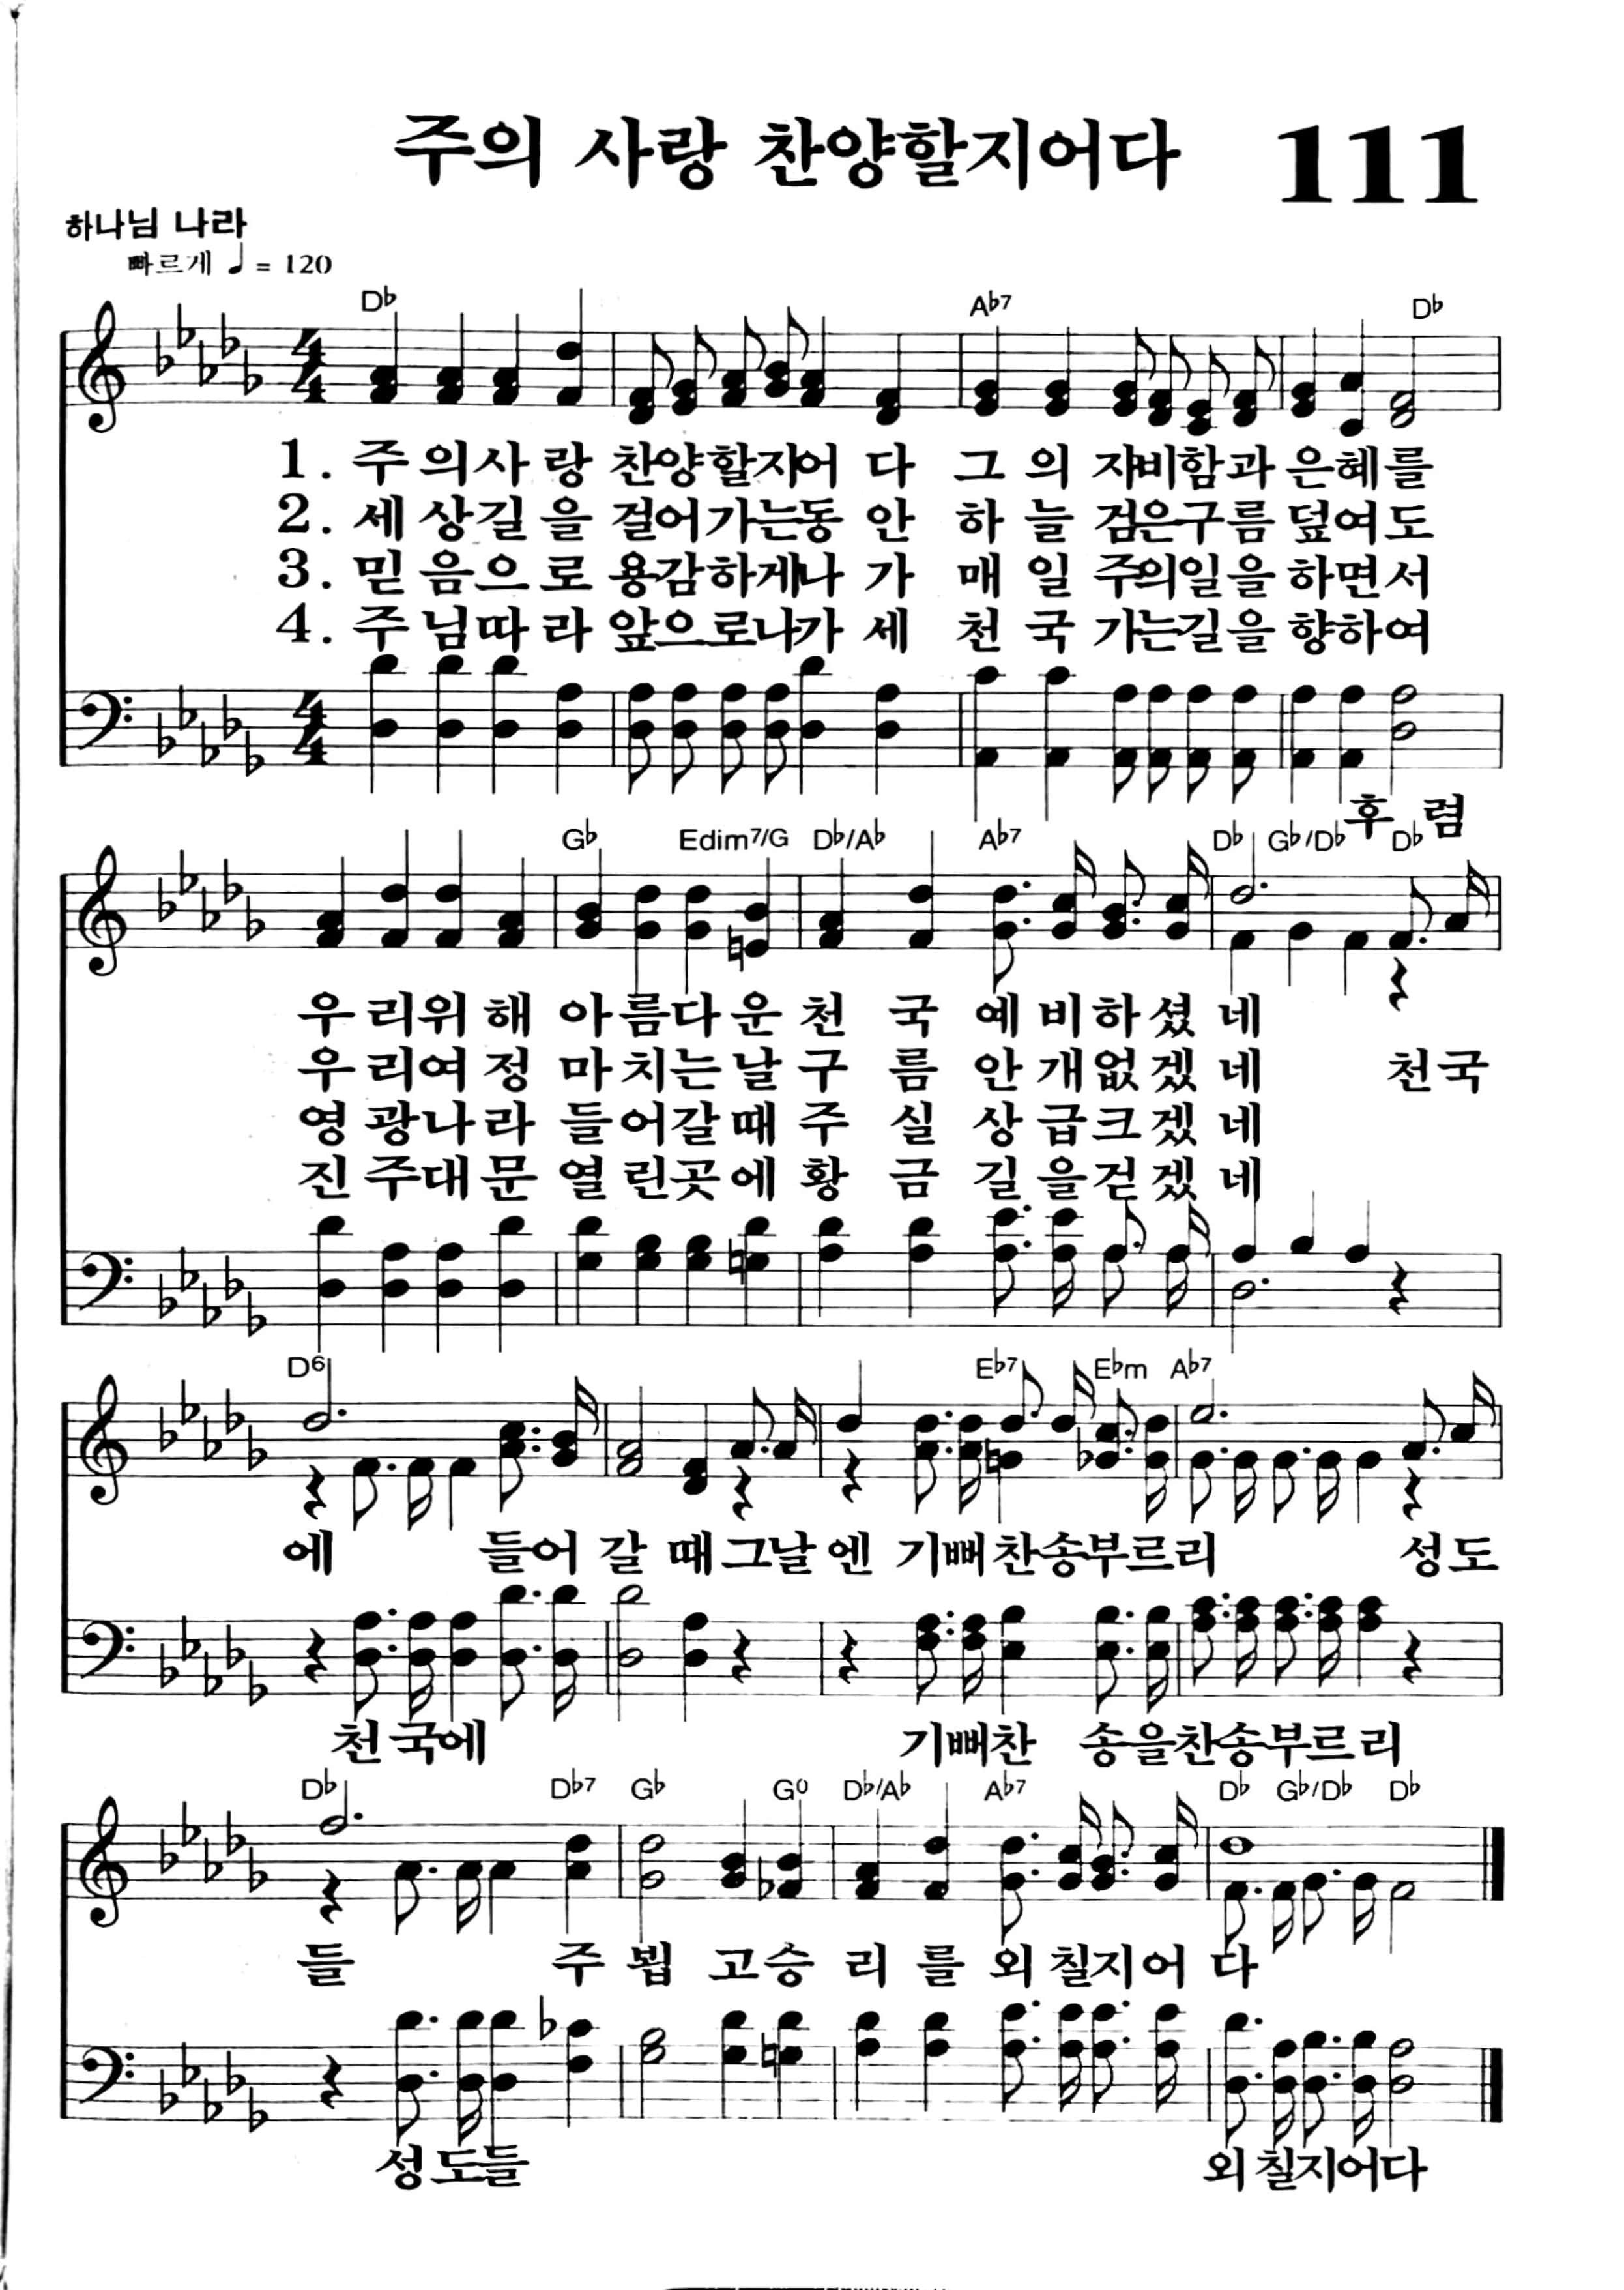 주의 사랑 찬양할지어다 111
하나님 나라
빠르게 ♩ = 120
D♭ A♭7 D♭
1. 주의사랑 찬양할지어 다 그 의 자비함과 은혜를
2. 세상길을 걸어가는동 안 하 늘 검은구름 덮여도
3. 믿음으로 용감하게나 가 매 일 주의일을 하면서
4. 주님따라 앞으로나가 세 천 국 가는길을 향하여
후 렴
G♭ Edim7/G D♭/A♭ A♭7 D♭ G♭/D♭ D♭
우리위해 아름다운 천 국 예비하셨 네
우리여정 마치는날 구 름 안개없겠 네 천국
영광나라 들어갈때 주 실 상급크겠 네
진주대문 열린곳에 황 금 길을걷겠 네
D6 E♭7 E♭m A♭7
에 들어 갈 때그날 엔 기뻐찬송부르리 성도
천국에 기뻐찬 송을찬송부르리
D♭ D♭7 G♭ G0 D♭/A♭ A♭7 D♭ G♭/D♭ D♭
들 주 뵙 고승 리 를 외칠지어 다
성도들 외칠지어다